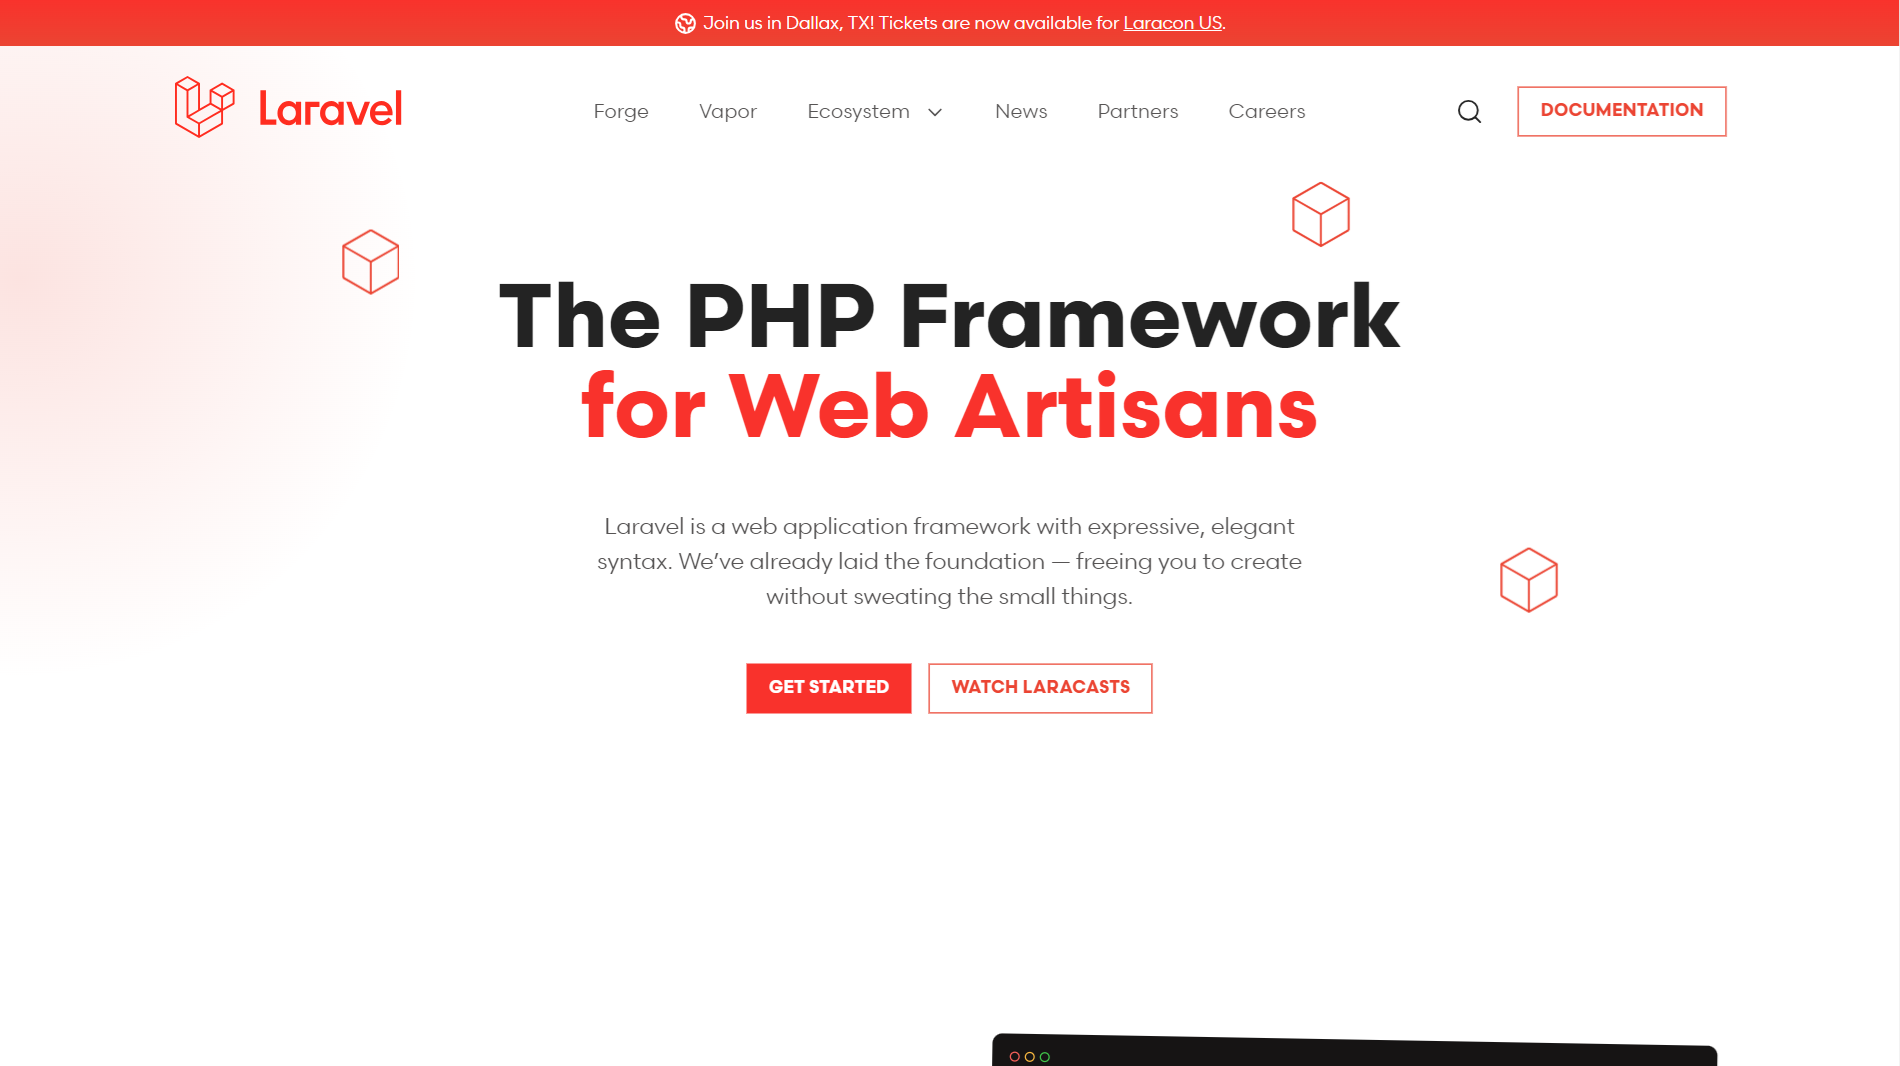 Join us in Dallax, TX! Tickets are now available for Laracon US.
Laravel
Forge
Vapor
Ecosystem
News
Partners
Careers
DOCUMENTATION
The PHP Framework
for Web Artisans
Laravel is a web application framework with expressive, elegant
syntax. We’ve already laid the foundation — freeing you to create
without sweating the small things.
GET STARTED
WATCH LARACASTS